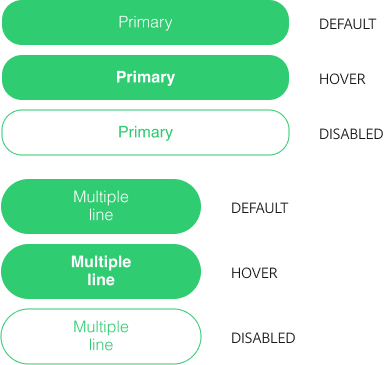 Primary DEFAULT
Primary HOVER
Primary DISABLED
Multiple
line
DEFAULT
Multiple
line
HOVER
Multiple
line
DISABLED